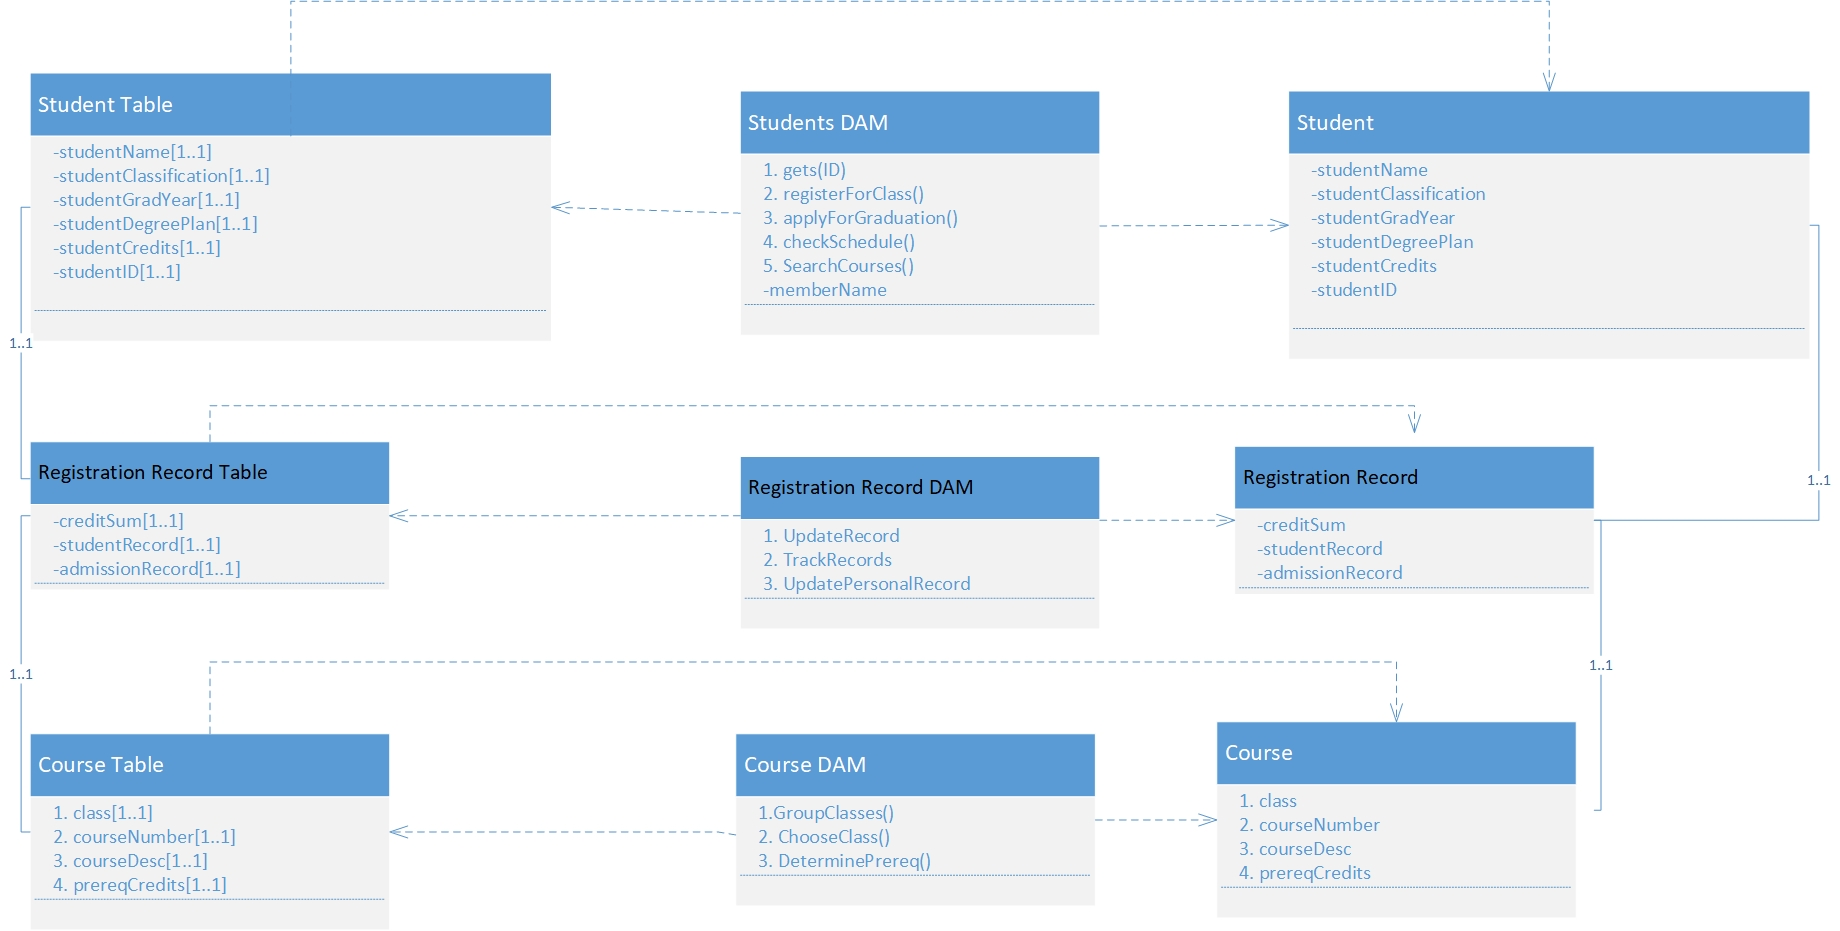 Student Table
-studentName[1..1]
-studentClassification[1..1]
-studentGradYear[1..1]
-studentDegreePlan[1..1]
-studentCredits[1..1]
-studentID[1..1]
Students DAM
1. gets(ID)
2. registerForClass()
3. applyForGraduation()
4. checkSchedule()
5. SearchCourses()
-memberName
Student
-studentName
-studentClassification
-studentGradYear
-studentDegreePlan
-studentCredits
-studentID
1..1
1..1
Registration Record Table
-creditSum[1..1]
-studentRecord[1..1]
-admissionRecord[1..1]
Registration Record DAM
1. UpdateRecord
2. TrackRecords
3. UpdatePersonalRecord
Registration Record
-creditSum
-studentRecord
-admissionRecord
1..1
1..1
Course Table
1. class[1..1]
2. courseNumber[1..1]
3. courseDesc[1..1]
4. prereqCredits[1..1]
Course DAM
1.GroupClasses()
2. ChooseClass()
3. DeterminePrereq()
Course
1. class
2. courseNumber
3. courseDesc
4. prereqCredits